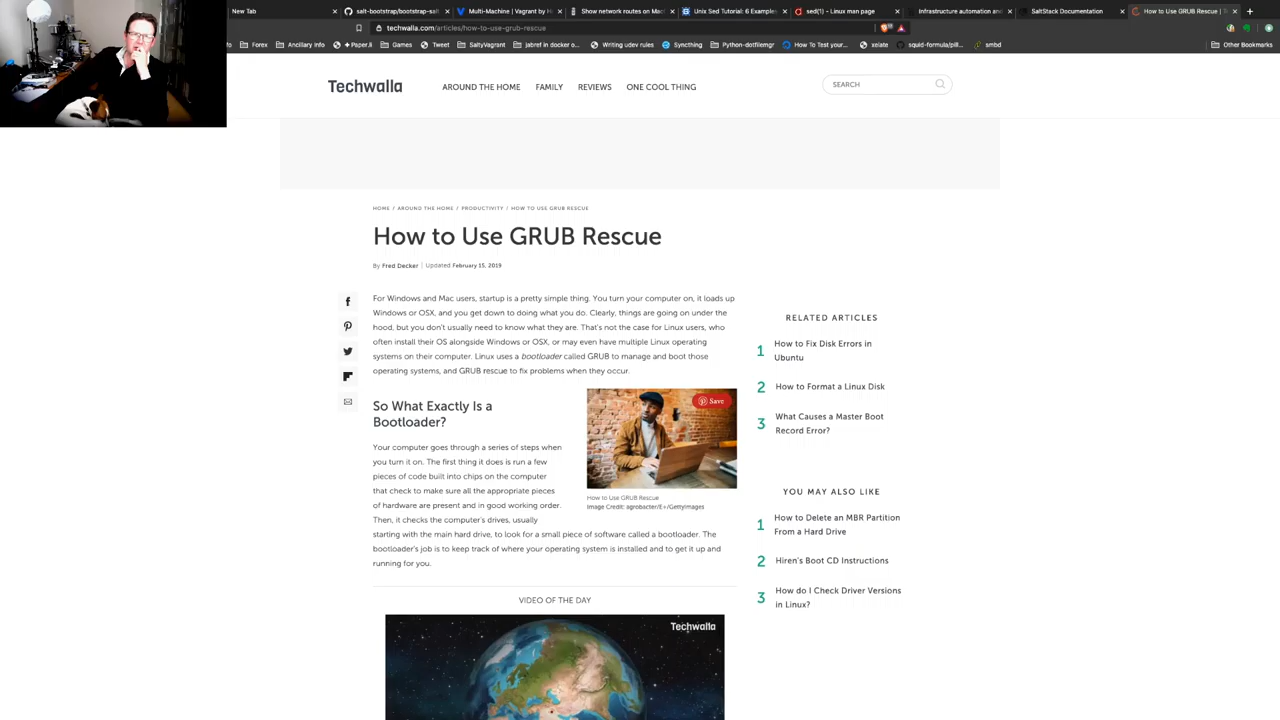 New Tab
salt-bootstrap/bootstrap-salt
Multi-Machine | Vagrant by H
Show network routes on Mac
Unix Sed Tutorial: 6 Examples
sed(1) - Linux man page
Infrastructure automation and
SaltStack Documentation
How to Use GRUB Rescue | T
techwalla.com/articles/how-to-use-grub-rescue
Forex
Ancillary Info
+Paper.li
Games
Tweet
SaltyVagrant
jabref in docker o...
Writing udev rules
Syncthing
Python-dotfilemgr
How To Test your...
xelate
squid-formula/pill...
smbd
Other Bookmarks
Techwalla
AROUND THE HOME
FAMILY
REVIEWS
ONE COOL THING
SEARCH
HOME / AROUND THE HOME / PRODUCTIVITY / HOW TO USE GRUB RESCUE
How to Use GRUB Rescue
By Fred Decker | Updated February 15, 2019
For Windows and Mac users, startup is a pretty simple thing. You turn your computer on, it loads up
Windows or OSX, and you get down to doing what you do. Clearly, things are going on under the
hood, but you don't usually need to know what they are. That's not the case for Linux users, who
often install their OS alongside Windows or OSX, or may even have multiple Linux operating
systems on their computer. Linux uses a bootloader called GRUB to manage and boot those
operating systems, and GRUB rescue to fix problems when they occur.
So What Exactly Is a
Bootloader?
Your computer goes through a series of steps when
you turn it on. The first thing it does is run a few
pieces of code built into chips on the computer
that check to make sure all the appropriate pieces
of hardware are present and in good working order.
Then, it checks the computer's drives, usually
starting with the main hard drive, to look for a small piece of software called a bootloader. The
bootloader's job is to keep track of where your operating system is installed and to get it up and
running for you.
Save
How to Use GRUB Rescue
Image Credit: agrobacter/E+/GettyImages
VIDEO OF THE DAY
Techwalla
RELATED ARTICLES
1 How to Fix Disk Errors in
Ubuntu
2 How to Format a Linux Disk
3 What Causes a Master Boot
Record Error?
YOU MAY ALSO LIKE
1 How to Delete an MBR Partition
From a Hard Drive
2 Hiren's Boot CD Instructions
3 How do I Check Driver Versions
in Linux?